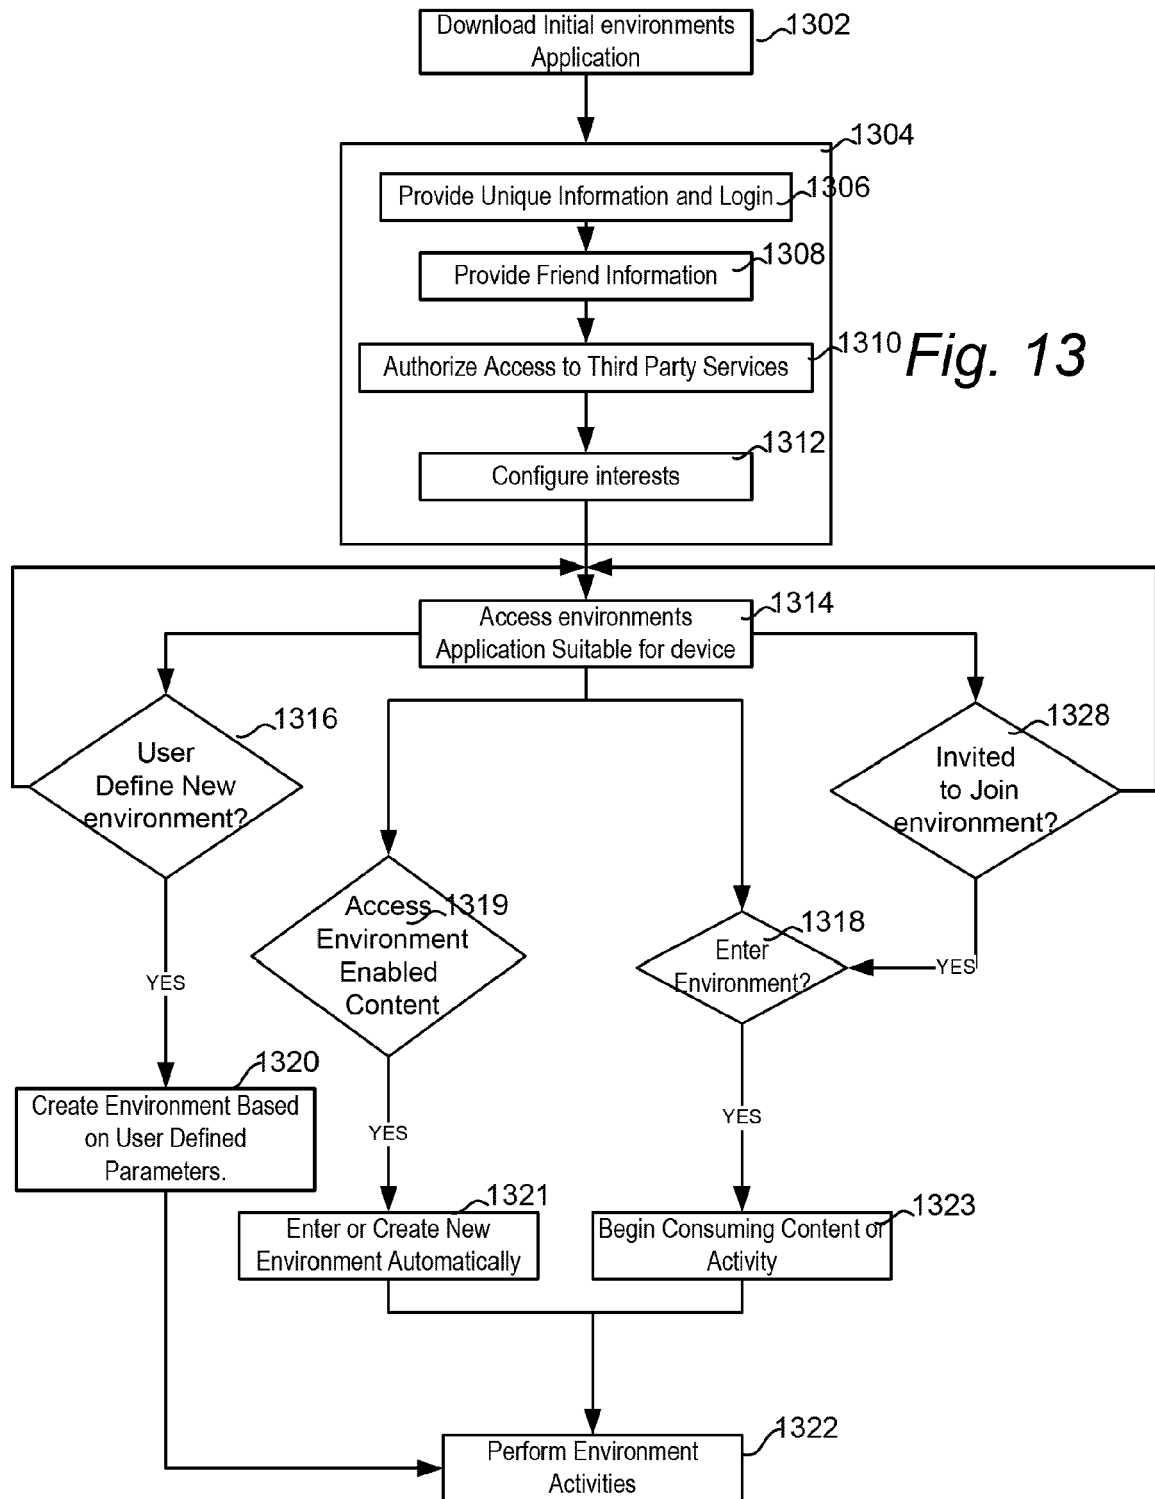 Download Initial environments
Application
1302
1304
Provide Unique Information and Login
1306
Provide Friend Information
1308
Authorize Access to Third Party Services
1310
Fig. 13
Configure interests
1312
Access environments
Application Suitable for device
1314
User
Define New
environment?
1316
Invited
to Join
environment?
1328
Access
Environment
Enabled
Content
1319
Enter
Environment?
1318
YES
YES
YES
YES
Create Environment Based
on User Defined
Parameters.
1320
Enter or Create New
Environment Automatically
1321
Begin Consuming Content or
Activity
1323
Perform Environment
Activities
1322